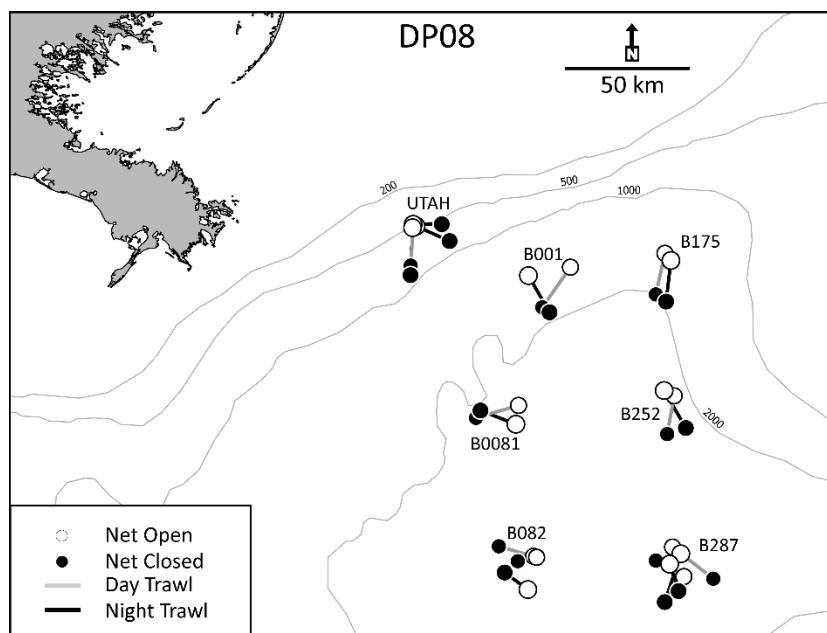 DP08
N
50 km
200
500
1000
UTAH
B001
B175
B252
2000
B0081
B082
B287
Net Open
Net Closed
Day Trawl
Night Trawl